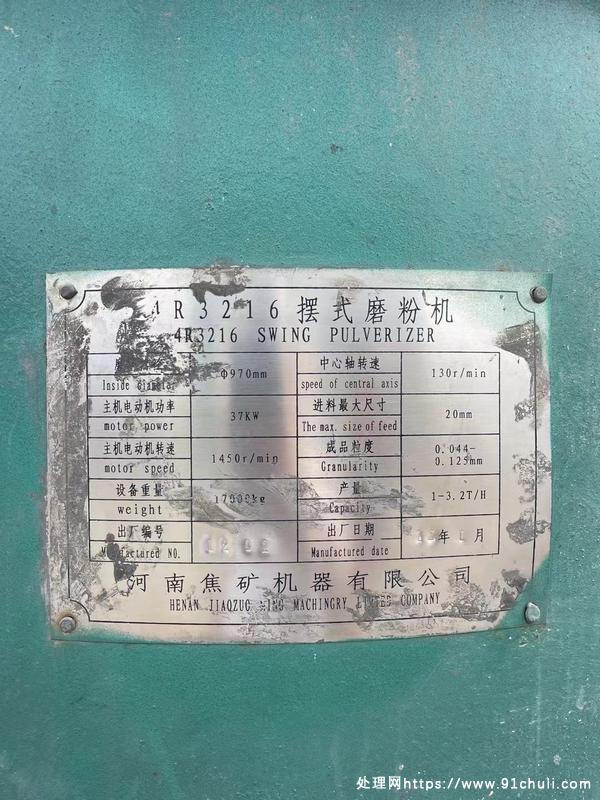 4R3216 摆式磨粉机
4R3216 SWING PULVERIZER
Inside diameter Φ970mm
中心轴转速 130r/min
speed of central axis
主机电动机功率 37KW
motor power
进料最大尺寸 20mm
The max. size of feed
主机电动机转速 1450r/min
motor speed
成品粒度 0.044-
Granularity 0.125mm
设备重量
weight
产量 1-3.2T/H
Capacity
出厂编号
Manufactured NO.
出厂日期 年 月
Manufactured date
河南焦矿机器有限公司
HENAN JIAOZUO MACHINGRY COMPANY
处理网https://www.91chuli.com